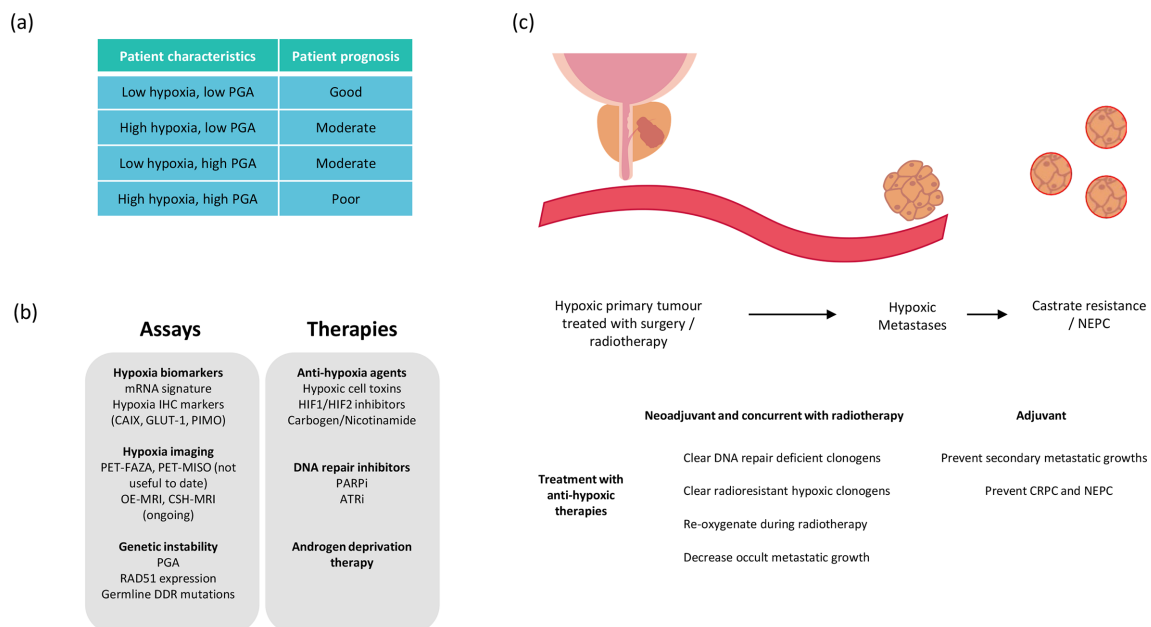 (a)
Patient characteristics Patient prognosis
Low hypoxia, low PGA Good
High hypoxia, low PGA Moderate
Low hypoxia, high PGA Moderate
High hypoxia, high PGA Poor
(b)
Assays
Hypoxia biomarkers
mRNA signature
Hypoxia IHC markers
(CAIX, GLUT-1, PIMO)
Hypoxia imaging
PET-FAZA, PET-MISO (not
useful to date)
OE-MRI, CSH-MRI
(ongoing)
Genetic instability
PGA
RAD51 expression
Germline DDR mutations
Therapies
Anti-hypoxia agents
Hypoxic cell toxins
HIF1/HIF2 inhibitors
Carbogen/Nicotinamide
DNA repair inhibitors
PARPi
ATRi
Androgen deprivation
therapy
(c)
Hypoxic primary tumour
treated with surgery /
radiotherapy
Hypoxic
Metastases
Castrate resistance
/ NEPC
Treatment with
anti-hypoxic
therapies
Neoadjuvant and concurrent with radiotherapy
Clear DNA repair deficient clonogens
Clear radioresistant hypoxic clonogens
Re-oxygenate during radiotherapy
Decrease occult metastatic growth
Adjuvant
Prevent secondary metastatic growths
Prevent CRPC and NEPC